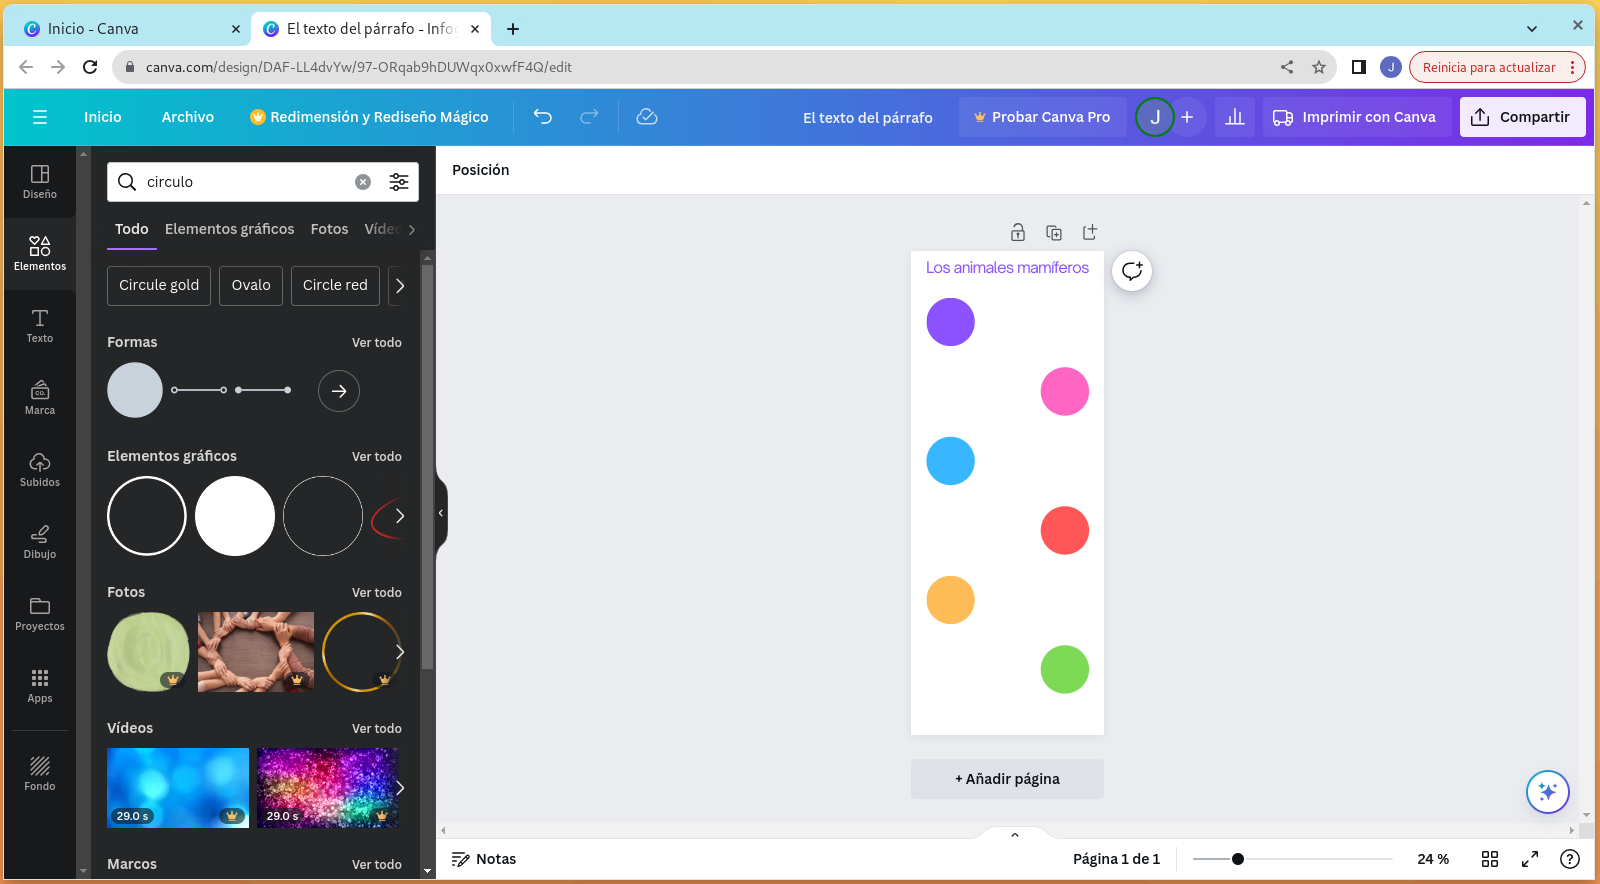 Inicio - Canva
El texto del párrafo - Info
canva.com/design/DAF-LL4dvYw/97-ORqab9hDUWqx0xwfF4Q/edit
J
Reinicia para actualizar
Inicio
Archivo
Redimensión y Rediseño Mágico
El texto del párrafo
Probar Canva Pro
J
Imprimir con Canva
Compartir
Diseño
Elementos
Texto
Marca
Subidos
Dibujo
Proyectos
Apps
Fondo
circulo
Todo Elementos gráficos Fotos Vídeo
Circule gold Ovalo Circle red
Formas Ver todo
Elementos gráficos Ver todo
Fotos Ver todo
Vídeos Ver todo
29.0 s 29.0 s
Marcos Ver todo
Posición
Los animales mamíferos
+ Añadir página
Notas
Página 1 de 1
24 %